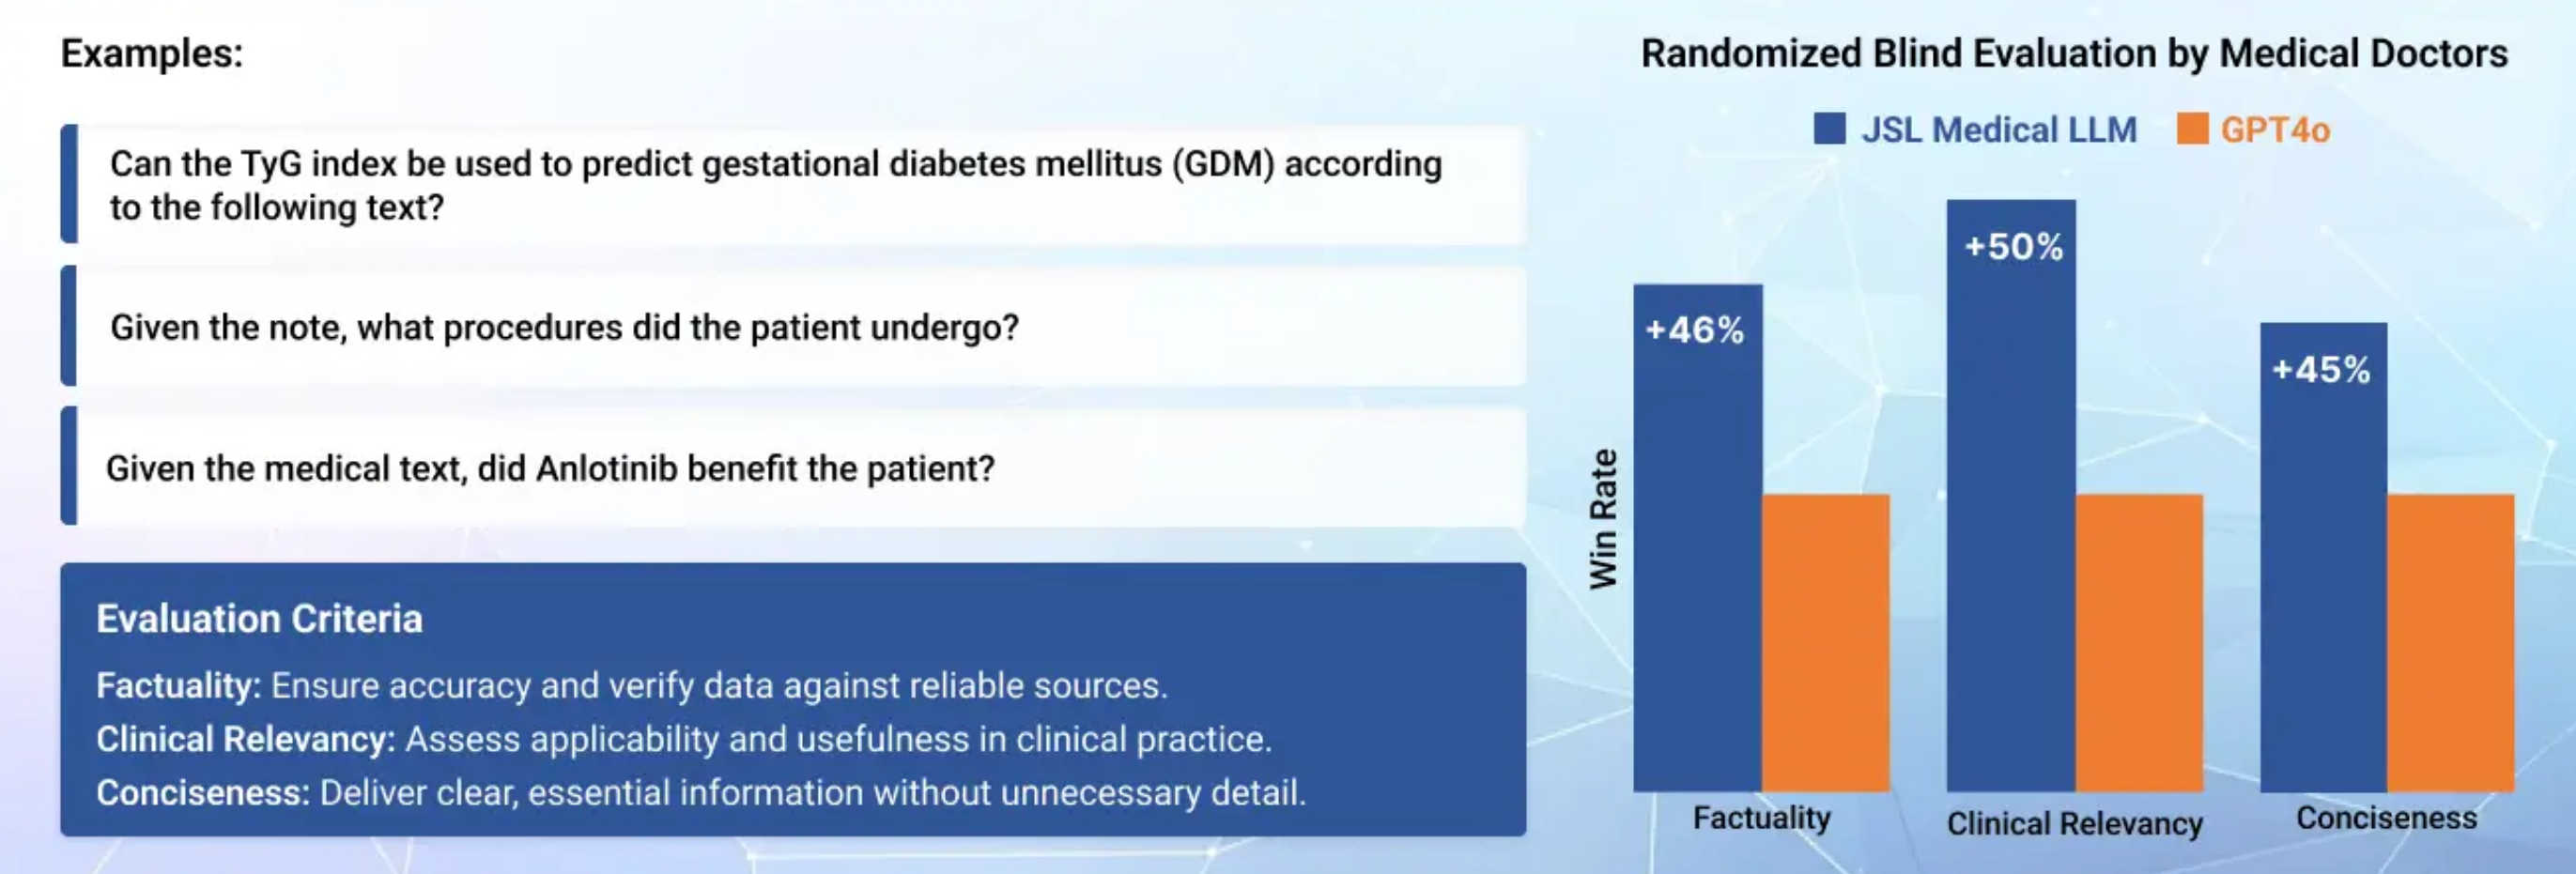 Examples:
Can the TyG index be used to predict gestational diabetes mellitus (GDM) according
to the following text?
Given the note, what procedures did the patient undergo?
Given the medical text, did Anlotinib benefit the patient?
Evaluation Criteria
Factuality: Ensure accuracy and verify data against reliable sources.
Clinical Relevancy: Assess applicability and usefulness in clinical practice.
Conciseness: Deliver clear, essential information without unnecessary detail.
Randomized Blind Evaluation by Medical Doctors
JSL Medical LLM GPT4o
Win Rate
+46%
+50%
+45%
Factuality
Clinical Relevancy
Conciseness